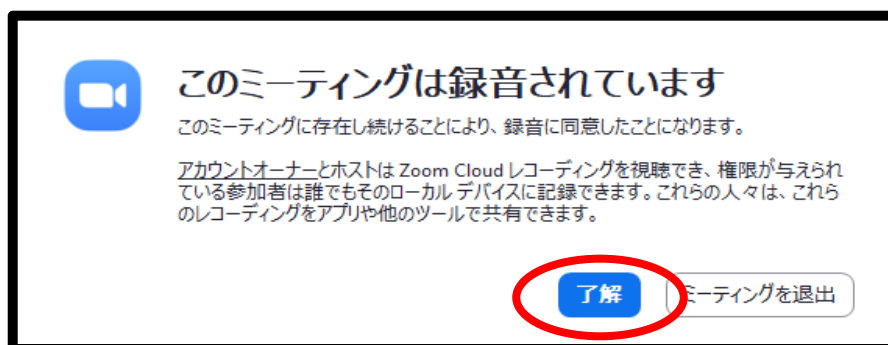 このミーティングは録音されています
このミーティングに存在し続けることにより、録音に同意したことになります。
アカウントオーナーとホストは Zoom Cloud レコーディングを視聴でき、権限が与えられ
ている参加者は誰でもそのローカル デバイスに記録できます。これらの人々は、これら
のレコーディングをアプリや他のツールで共有できます。
了解
ミーティングを退出